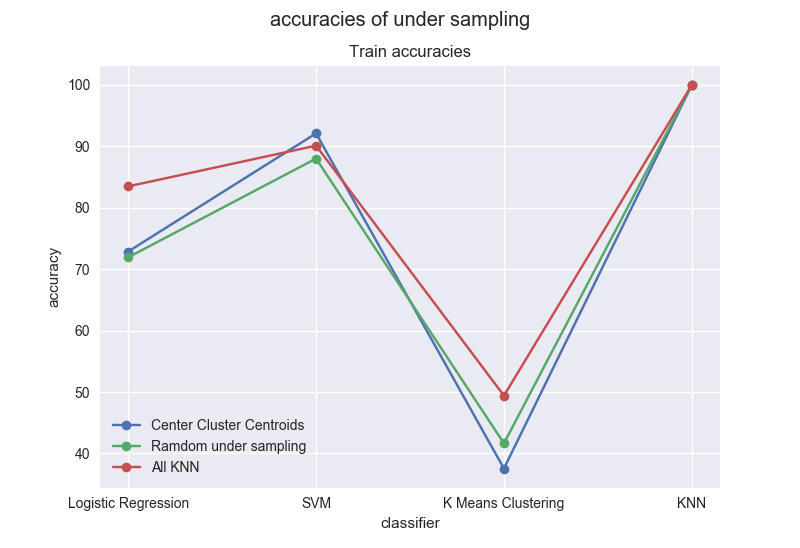 accuracies of under sampling
Train accuracies
100
90
80
70
60
50
40
accuracy
Center Cluster Centroids
Ramdom under sampling
All KNN
Logistic Regression
SVM
K Means Clustering
KNN
classifier